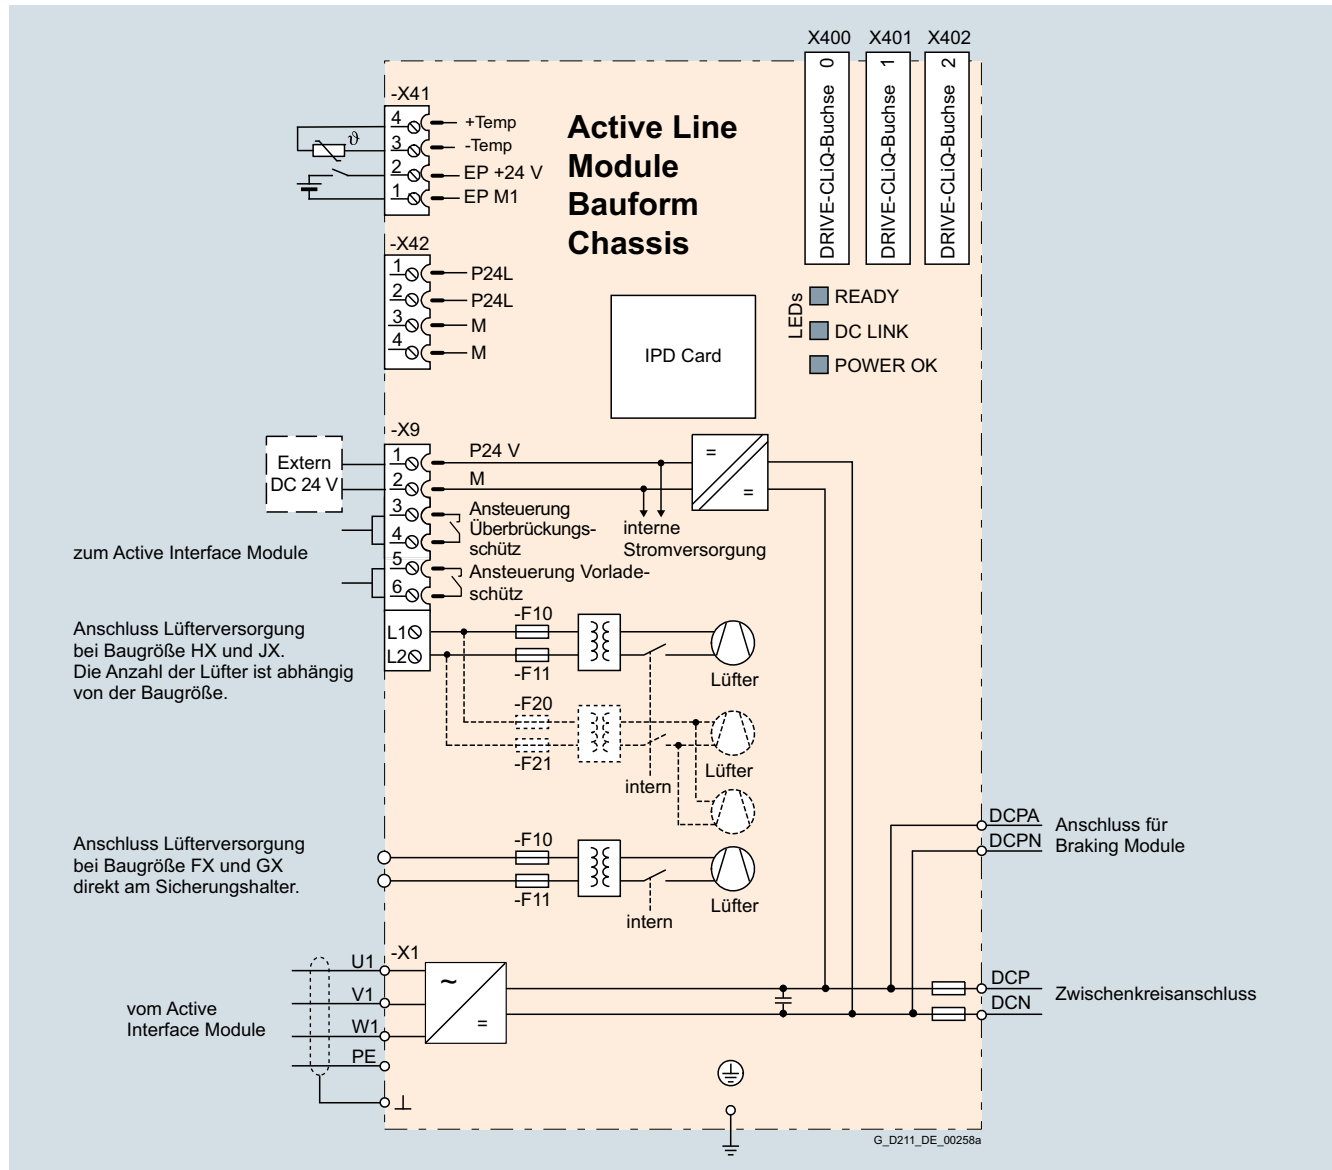 X400 X401 X402
DRIVE-CLiQ-Buchse 0
DRIVE-CLiQ-Buchse 1
DRIVE-CLiQ-Buchse 2
Active Line
Module
Bauform
Chassis
-X41
4 +Temp
3 -Temp
2 EP +24 V
1 EP M1
ϑ
-X42
1 P24L
2 P24L
3 M
4 M
LEDs
READY
DC LINK
POWER OK
IPD Card
-X9
Extern
DC 24 V
1 P24 V
2 M
3 Ansteuerung
Überbrückungs-
4 schütz
5 Ansteuerung Vorlade-
6 schütz
=
=
interne
Stromversorgung
zum Active Interface Module
Anschluss Lüfterversorgung
bei Baugröße HX und JX.
Die Anzahl der Lüfter ist abhängig
von der Baugröße.
L1
L2
-F10
-F11
Lüfter
-F20
-F21
intern
Lüfter
Anschluss Lüfterversorgung
bei Baugröße FX und GX
direkt am Sicherungshalter.
-F10
-F11
intern
Lüfter
DCPA
DCPN
Anschluss für
Braking Module
-X1
U1
V1
W1
PE
vom Active
Interface Module
~
=
DCP
DCN
Zwischenkreisanschluss
G_D211_DE_00258a